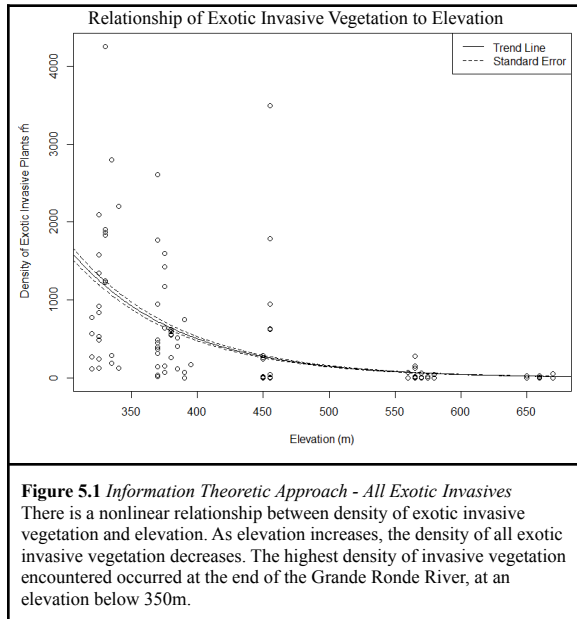 Relationship of Exotic Invasive Vegetation to Elevation
Trend Line
Standard Error
Density of Exotic Invasive Plants m̂
4000
3000
2000
1000
0
350
400
450
500
550
600
650
Elevation (m)
Figure 5.1 Information Theoretic Approach - All Exotic Invasives
There is a nonlinear relationship between density of exotic invasive
vegetation and elevation. As elevation increases, the density of all exotic
invasive vegetation decreases. The highest density of invasive vegetation
encountered occurred at the end of the Grande Ronde River, at an
elevation below 350m.